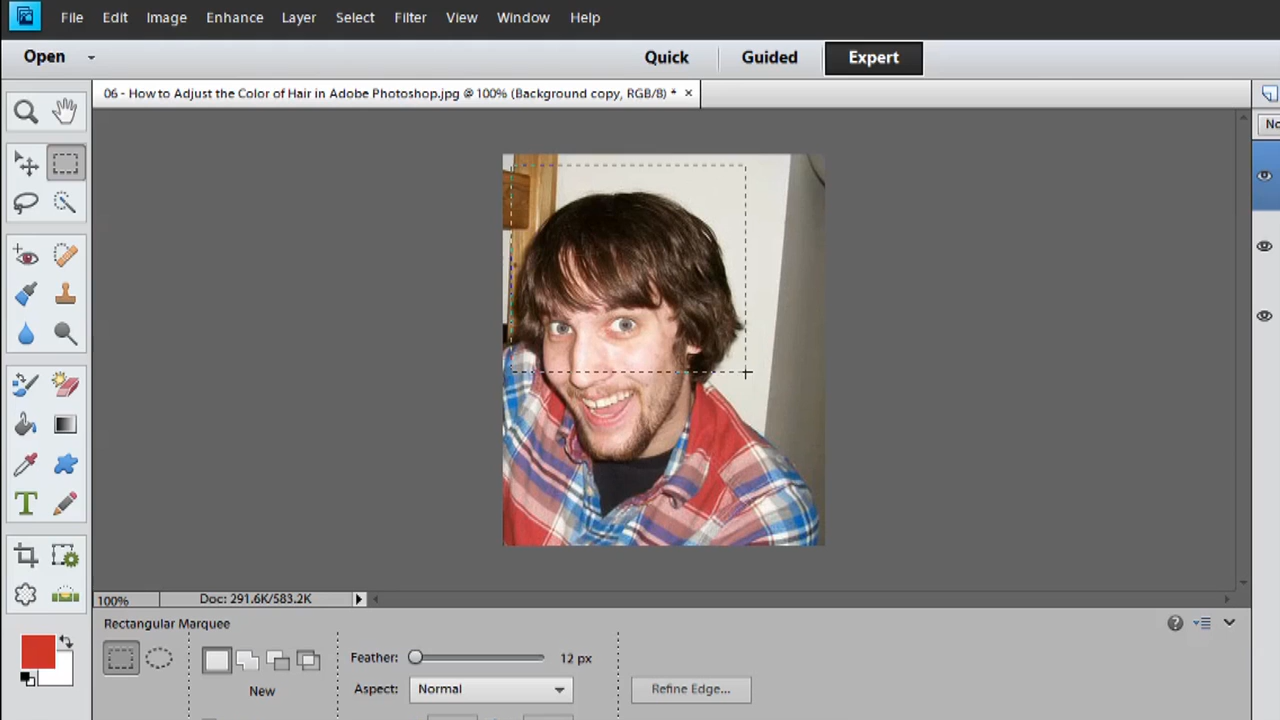 File Edit Image Enhance Layer Select Filter View Window Help
Open Quick Guided Expert
06 - How to Adjust the Color of Hair in Adobe Photoshop.jpg @ 100% (Background copy, RGB/8) * ×
No
T
100% Doc: 291.6K/583.2K
Rectangular Marquee
Feather: 12 px
New Aspect: Normal Refine Edge...